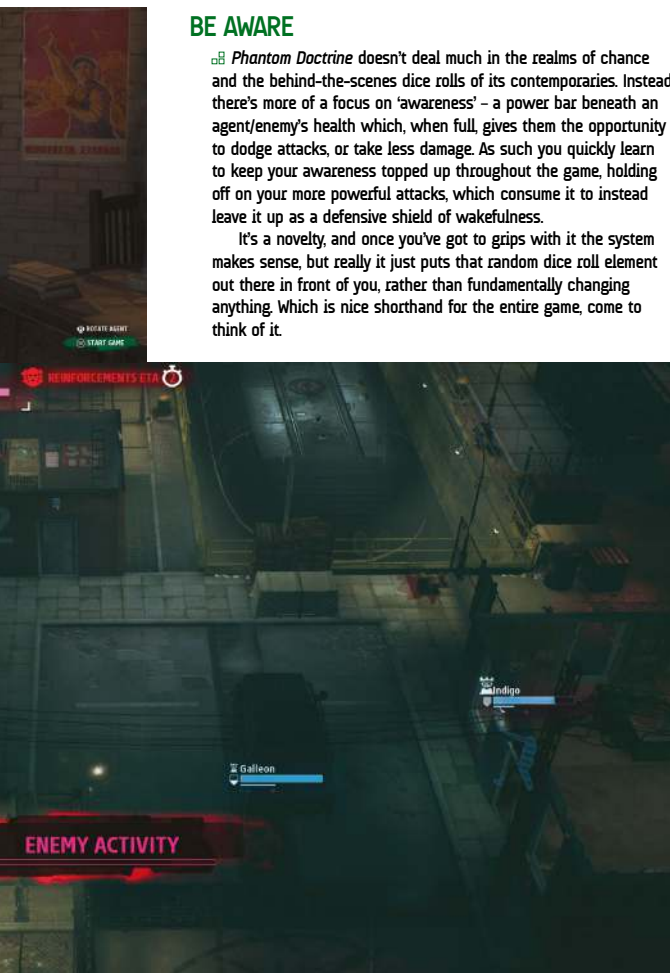 BE AWARE
Phantom Doctrine doesn’t deal much in the realms of chance
and the behind-the-scenes dice rolls of its contemporaries. Instead
there’s more of a focus on ‘awareness’ – a power bar beneath an
agent/enemy’s health which, when full, gives them the opportunity
to dodge attacks, or take less damage. As such you quickly learn
to keep your awareness topped up throughout the game, holding
off on your more powerful attacks, which consume it to instead
leave it up as a defensive shield of wakefulness.
It’s a novelty, and once you’ve got to grips with it the system
makes sense, but really it just puts that random dice roll element
out there in front of you, rather than fundamentally changing
anything. Which is nice shorthand for the entire game, come to
think of it.
ROTATE AGENT
START GAME
REINFORCEMENTS ETA
Indigo
Galleon
ENEMY ACTIVITY